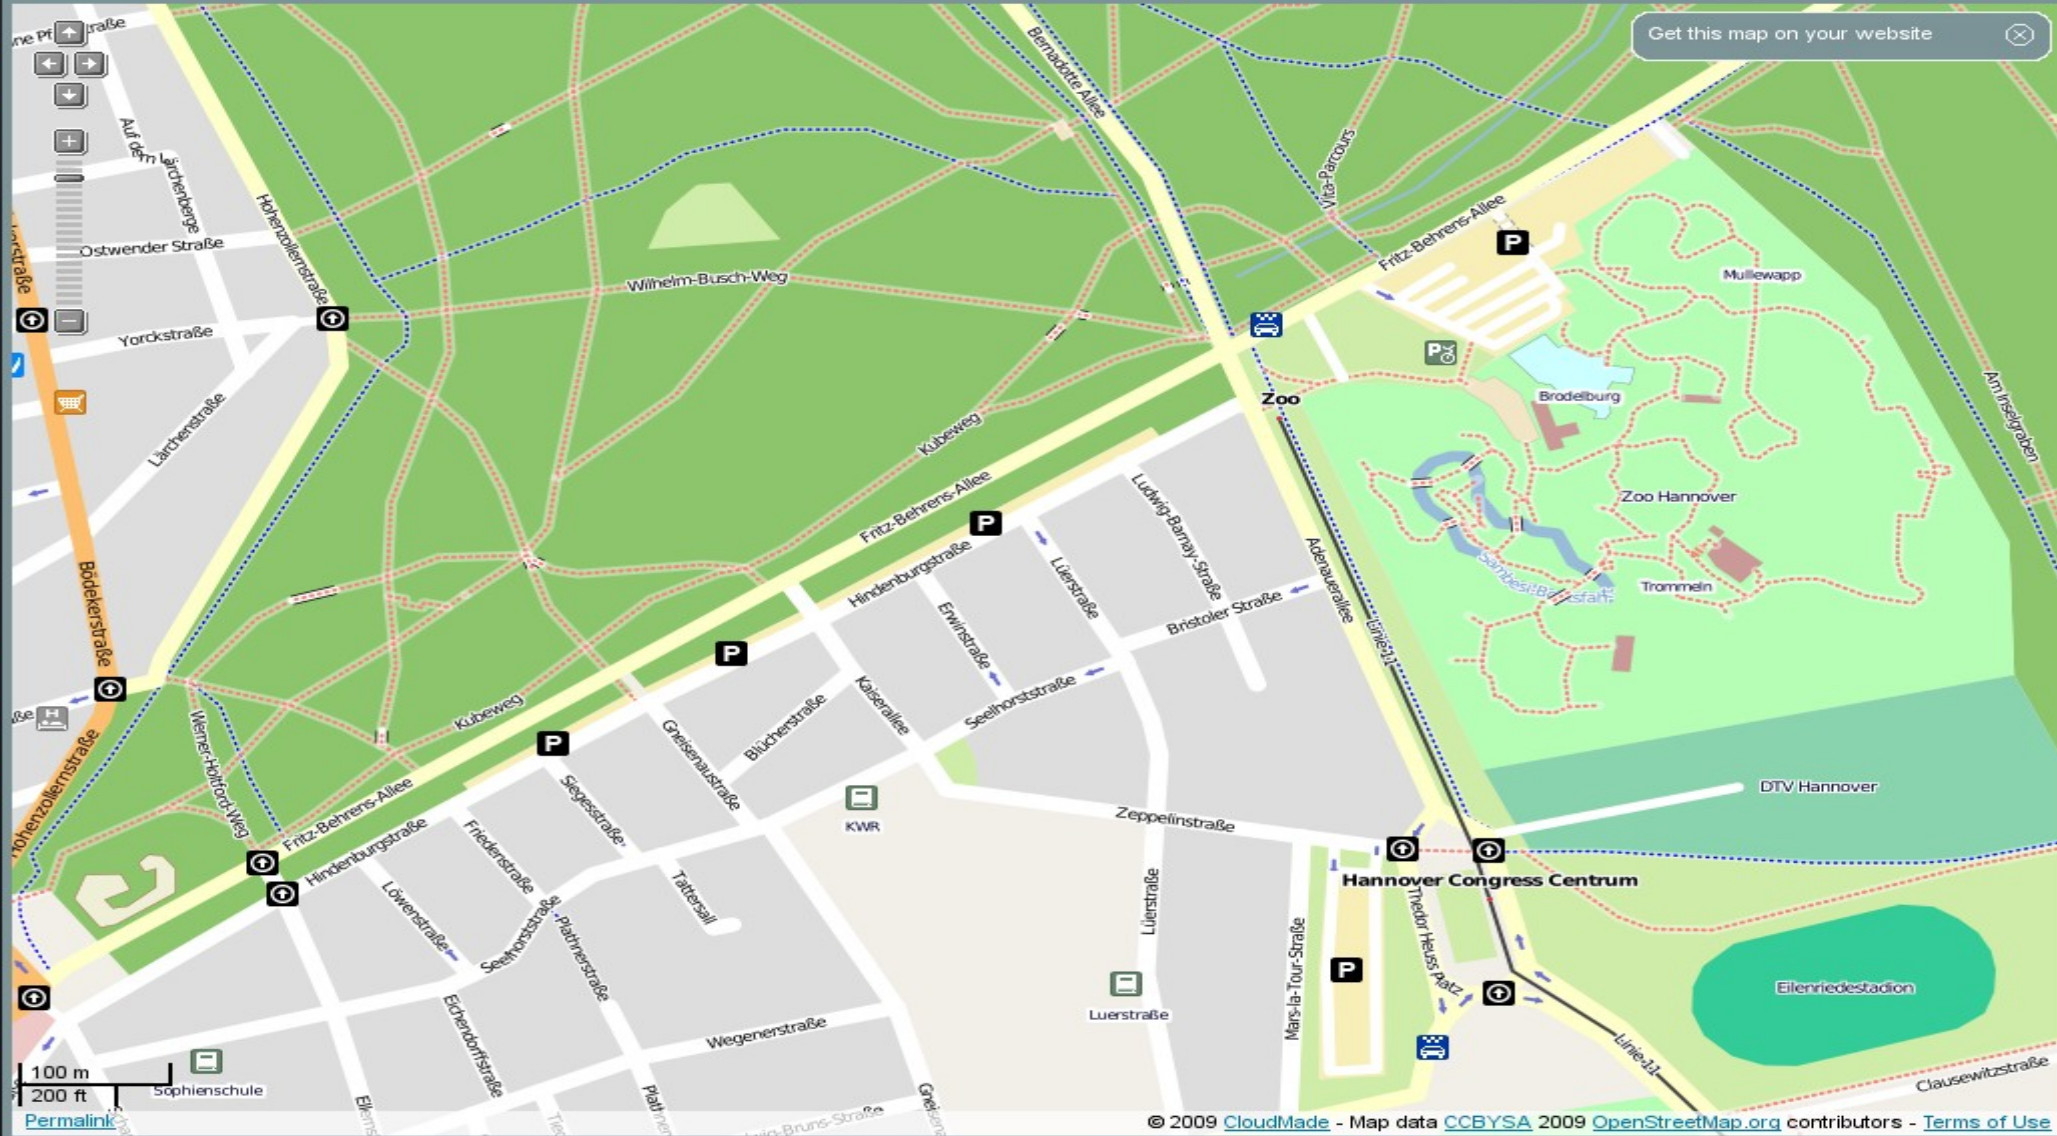 Get this map on your website
Bernadotte Allee
Auf dem Lärchenberge
Vita-Parcours
Hohenzollernstraße
Fritz-Behrens-Allee
Ostwender Straße
P
Mullewapp
Wilhelm-Busch-Weg
Yorckstraße
P
Am Inselgraben
Zoo
Brodelburg
Lärchenstraße
Kubeweg
Zoo Hannover
Ludwig-Barnay-Straße
Fritz-Behrens-Allee
P
Adenauerallee
Hindenburgstraße
Lüerstraße
Bödekerstraße
Trommeln
Erwinstraße
Bristoler Straße
Linie 11
P
Kaiserallee
Seelhorststraße
Kubeweg
Blücherstraße
Gneisenaustraße
H
Werner-Holtford-Weg
P
DTV Hannover
Hohenzollernstraße
Siegesstraße
KWR
Zeppelinstraße
Fritz-Behrens-Allee
Hindenburgstraße
Friedenstraße
Hannover Congress Centrum
Tattersall
Löwenstraße
Lüerstraße
Seelhorststraße
Plathnerstraße
Thedor Heuss Platz
Mars-la-Tour-Straße
P
Eilenriedestadion
Luerstraße
Eichendorffstraße
Wegenerstraße
Linie 11
100 m
200 ft
Sophienschule
Clausewitzstraße
Permalink
© 2009 CloudMade - Map data CCBYSA 2009 OpenStreetMap.org contributors - Terms of Use